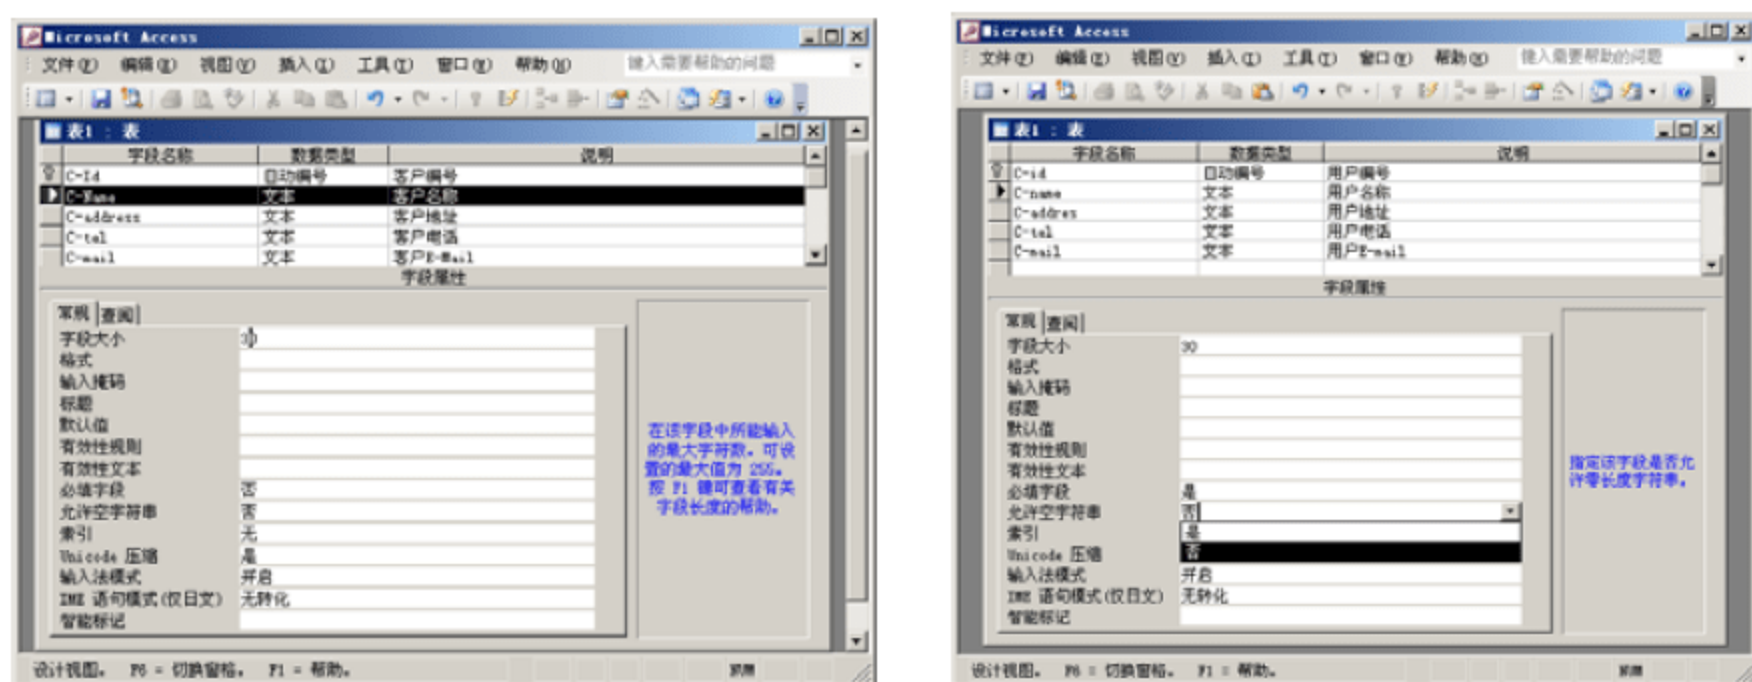 Microsoft Access
文件(F) 编辑(E) 视图(V) 插入(I) 工具(T) 窗口(W) 帮助(H) 键入需要帮助的问题
表1 : 表
字段名称 数据类型 说明
C-Id 自动编号 客户编号
C-Name 文本 客户名称
C-address 文本 客户地址
C-tel 文本 客户电话
C-mail 文本 客户E-Mail
字段属性
常规 查阅
字段大小 30
格式
输入掩码
标题
默认值
有效性规则
有效性文本
必填字段 否
允许空字符串 否
索引 无
Unicode 压缩 是
输入法模式 开启
IME 语句模式(仅日文) 无转化
智能标记
在该字段中所能输入
的最大字符数。可设
置的最大值为 255。
按 F1 键可查看有关
字段长度的帮助。
设计视图。 F6 = 切换窗格。 F1 = 帮助。
Microsoft Access
文件(F) 编辑(E) 视图(V) 插入(I) 工具(T) 窗口(W) 帮助(H) 键入需要帮助的问题
表1 : 表
字段名称 数据类型 说明
C-id 自动编号 用户编号
C-name 文本 用户名称
C-addres 文本 用户地址
C-tel 文本 用户电话
C-mail 文本 用户E-mail
字段属性
常规 查阅
字段大小 30
格式
输入掩码
标题
默认值
有效性规则
有效性文本
必填字段 是
允许空字符串 否
索引 是
Unicode 压缩 否
输入法模式 开启
IME 语句模式(仅日文) 无转化
智能标记
指定该字段是否允
许零长度字符串。
设计视图。 F6 = 切换窗格。 F1 = 帮助。